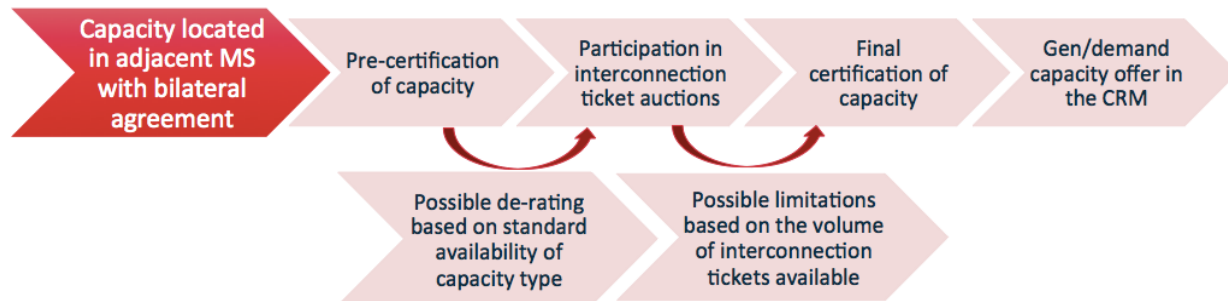 Capacity located
in adjacent MS
with bilateral
agreement
Pre-certification
of capacity
Participation in
interconnection
ticket auctions
Final
certification of
capacity
Gen/demand
capacity offer in
the CRM
Possible de-rating
based on standard
availability of
capacity type
Possible limitations
based on the volume
of interconnection
tickets available